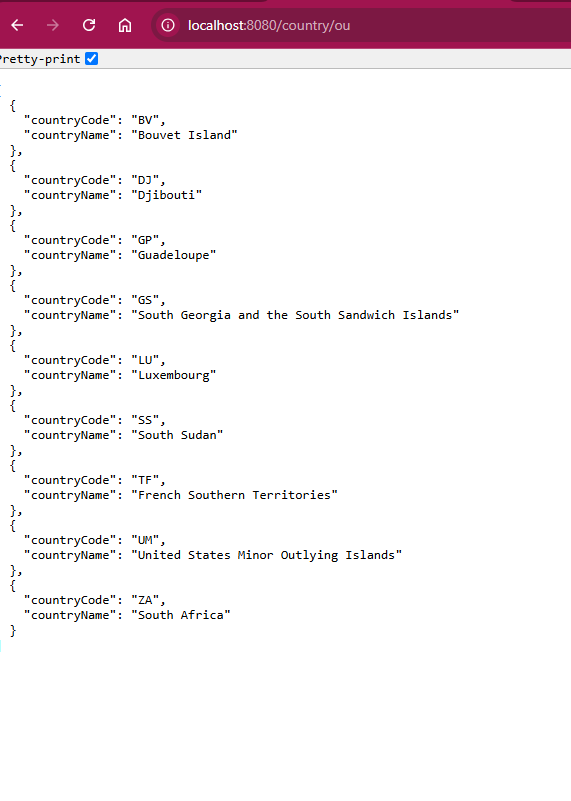 localhost:8080/country/ou
Pretty-print
{
"countryCode": "BV",
"countryName": "Bouvet Island"
},
{
"countryCode": "DJ",
"countryName": "Djibouti"
},
{
"countryCode": "GP",
"countryName": "Guadeloupe"
},
{
"countryCode": "GS",
"countryName": "South Georgia and the South Sandwich Islands"
},
{
"countryCode": "LU",
"countryName": "Luxembourg"
},
{
"countryCode": "SS",
"countryName": "South Sudan"
},
{
"countryCode": "TF",
"countryName": "French Southern Territories"
},
{
"countryCode": "UM",
"countryName": "United States Minor Outlying Islands"
},
{
"countryCode": "ZA",
"countryName": "South Africa"
}